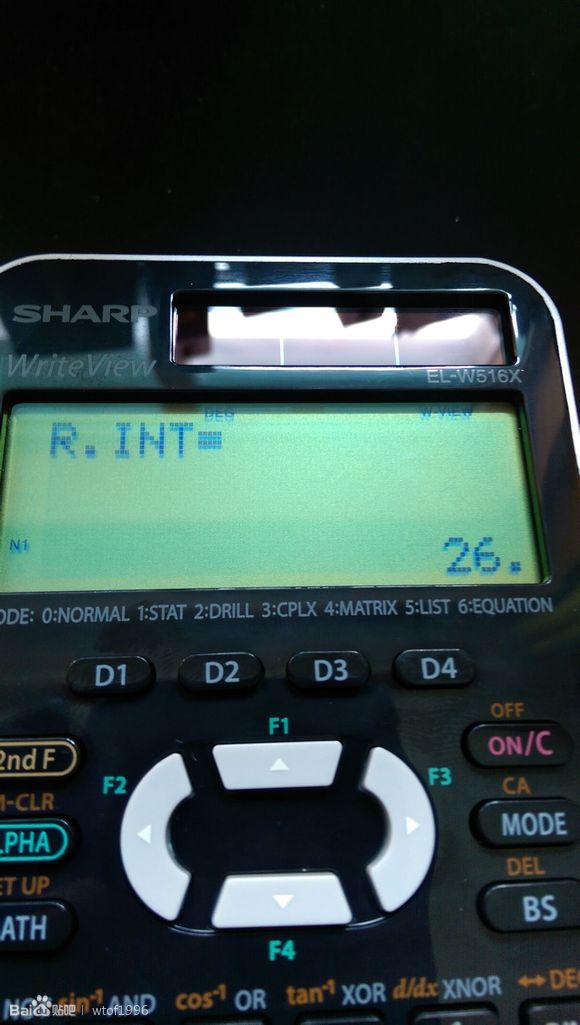 SHARP
WriteView
EL-W516X
DEG W-VIEW
R.INT=
N1
26.
ODE: 0:NORMAL 1:STAT 2:DRILL 3:CPLX 4:MATRIX 5:LIST 6:EQUATION
D1 D2 D3 D4
OFF
F1
2nd F
ON/C
F2 F3
M-CLR
CA
LPHA
MODE
ET UP
DEL
ATH
BS
F4
sin⁻¹ AND cos⁻¹ OR tan⁻¹ XOR d/dx XNOR ↔DEG
Bai贴吧 | wtof1996